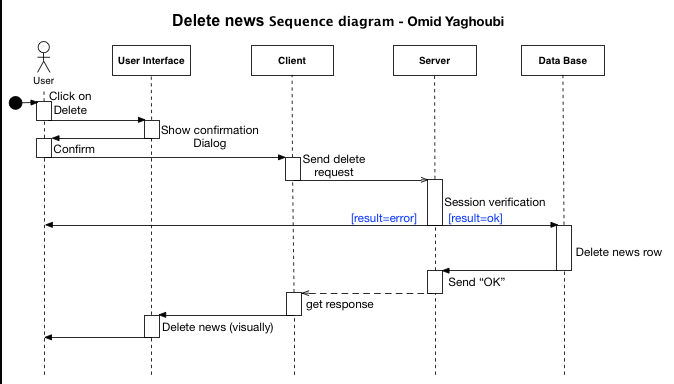 Delete news Sequence diagram - Omid Yaghoubi
User
User Interface
Client
Server
Data Base
Click on
Delete
Show confirmation
Dialog
Confirm
Send delete
request
Session verification
[result=error]
[result=ok]
Delete news row
Send “OK”
get response
Delete news (visually)